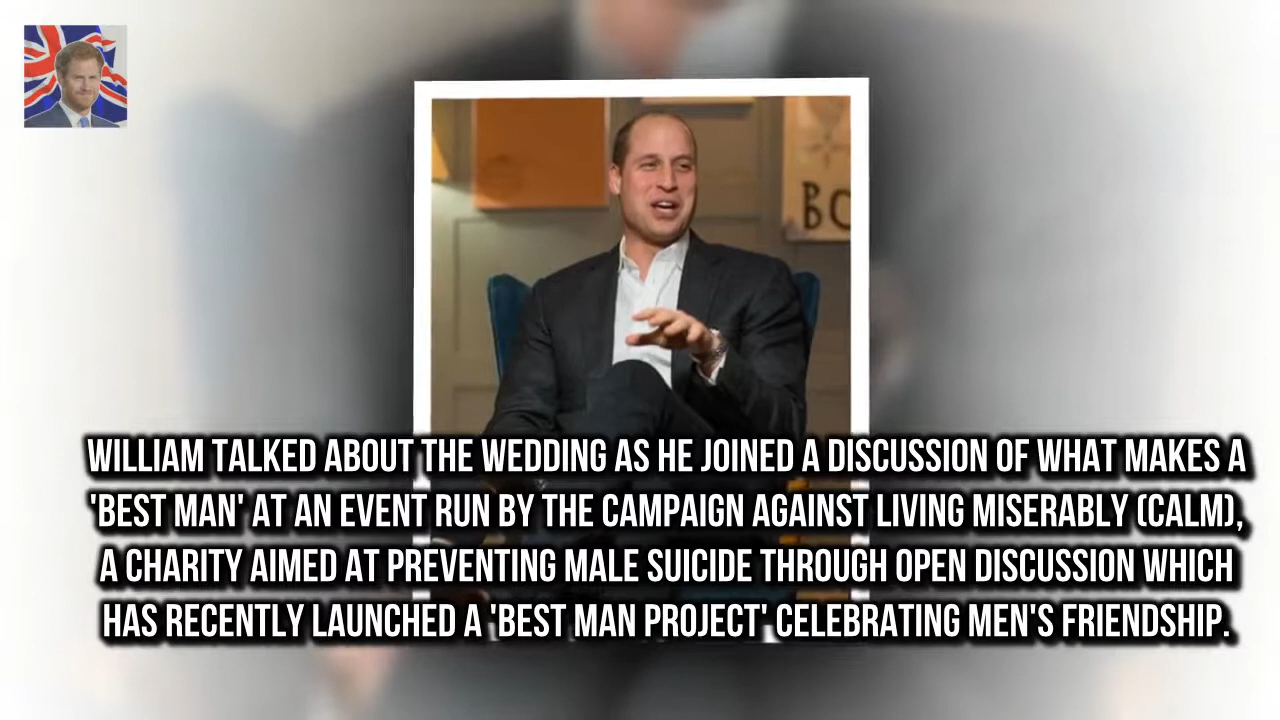 BO
WILLIAM TALKED ABOUT THE WEDDING AS HE JOINED A DISCUSSION OF WHAT MAKES A
'BEST MAN' AT AN EVENT RUN BY THE CAMPAIGN AGAINST LIVING MISERABLY (CALM),
A CHARITY AIMED AT PREVENTING MALE SUICIDE THROUGH OPEN DISCUSSION WHICH
HAS RECENTLY LAUNCHED A 'BEST MAN PROJECT' CELEBRATING MEN'S FRIENDSHIP.